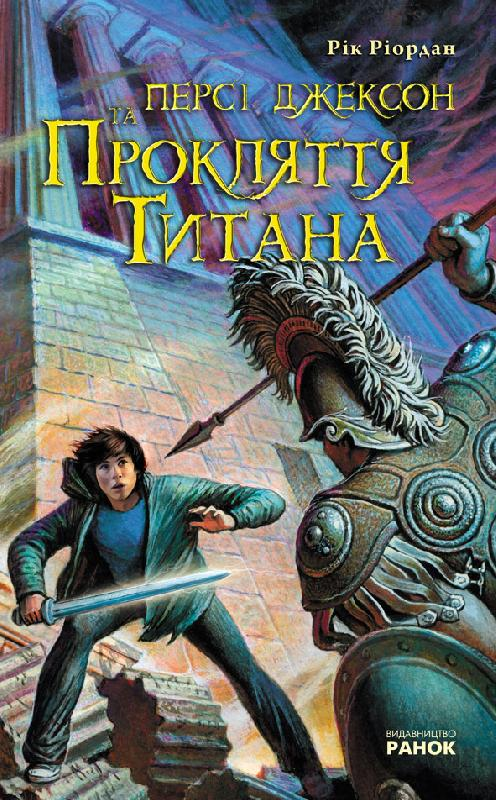 Рік Ріордан
ПЕРСІ ДЖЕКСОН
ТА
ПРОКЛЯТТЯ
ТИТАНА
ВИДАВНИЦТВО
РАНОК